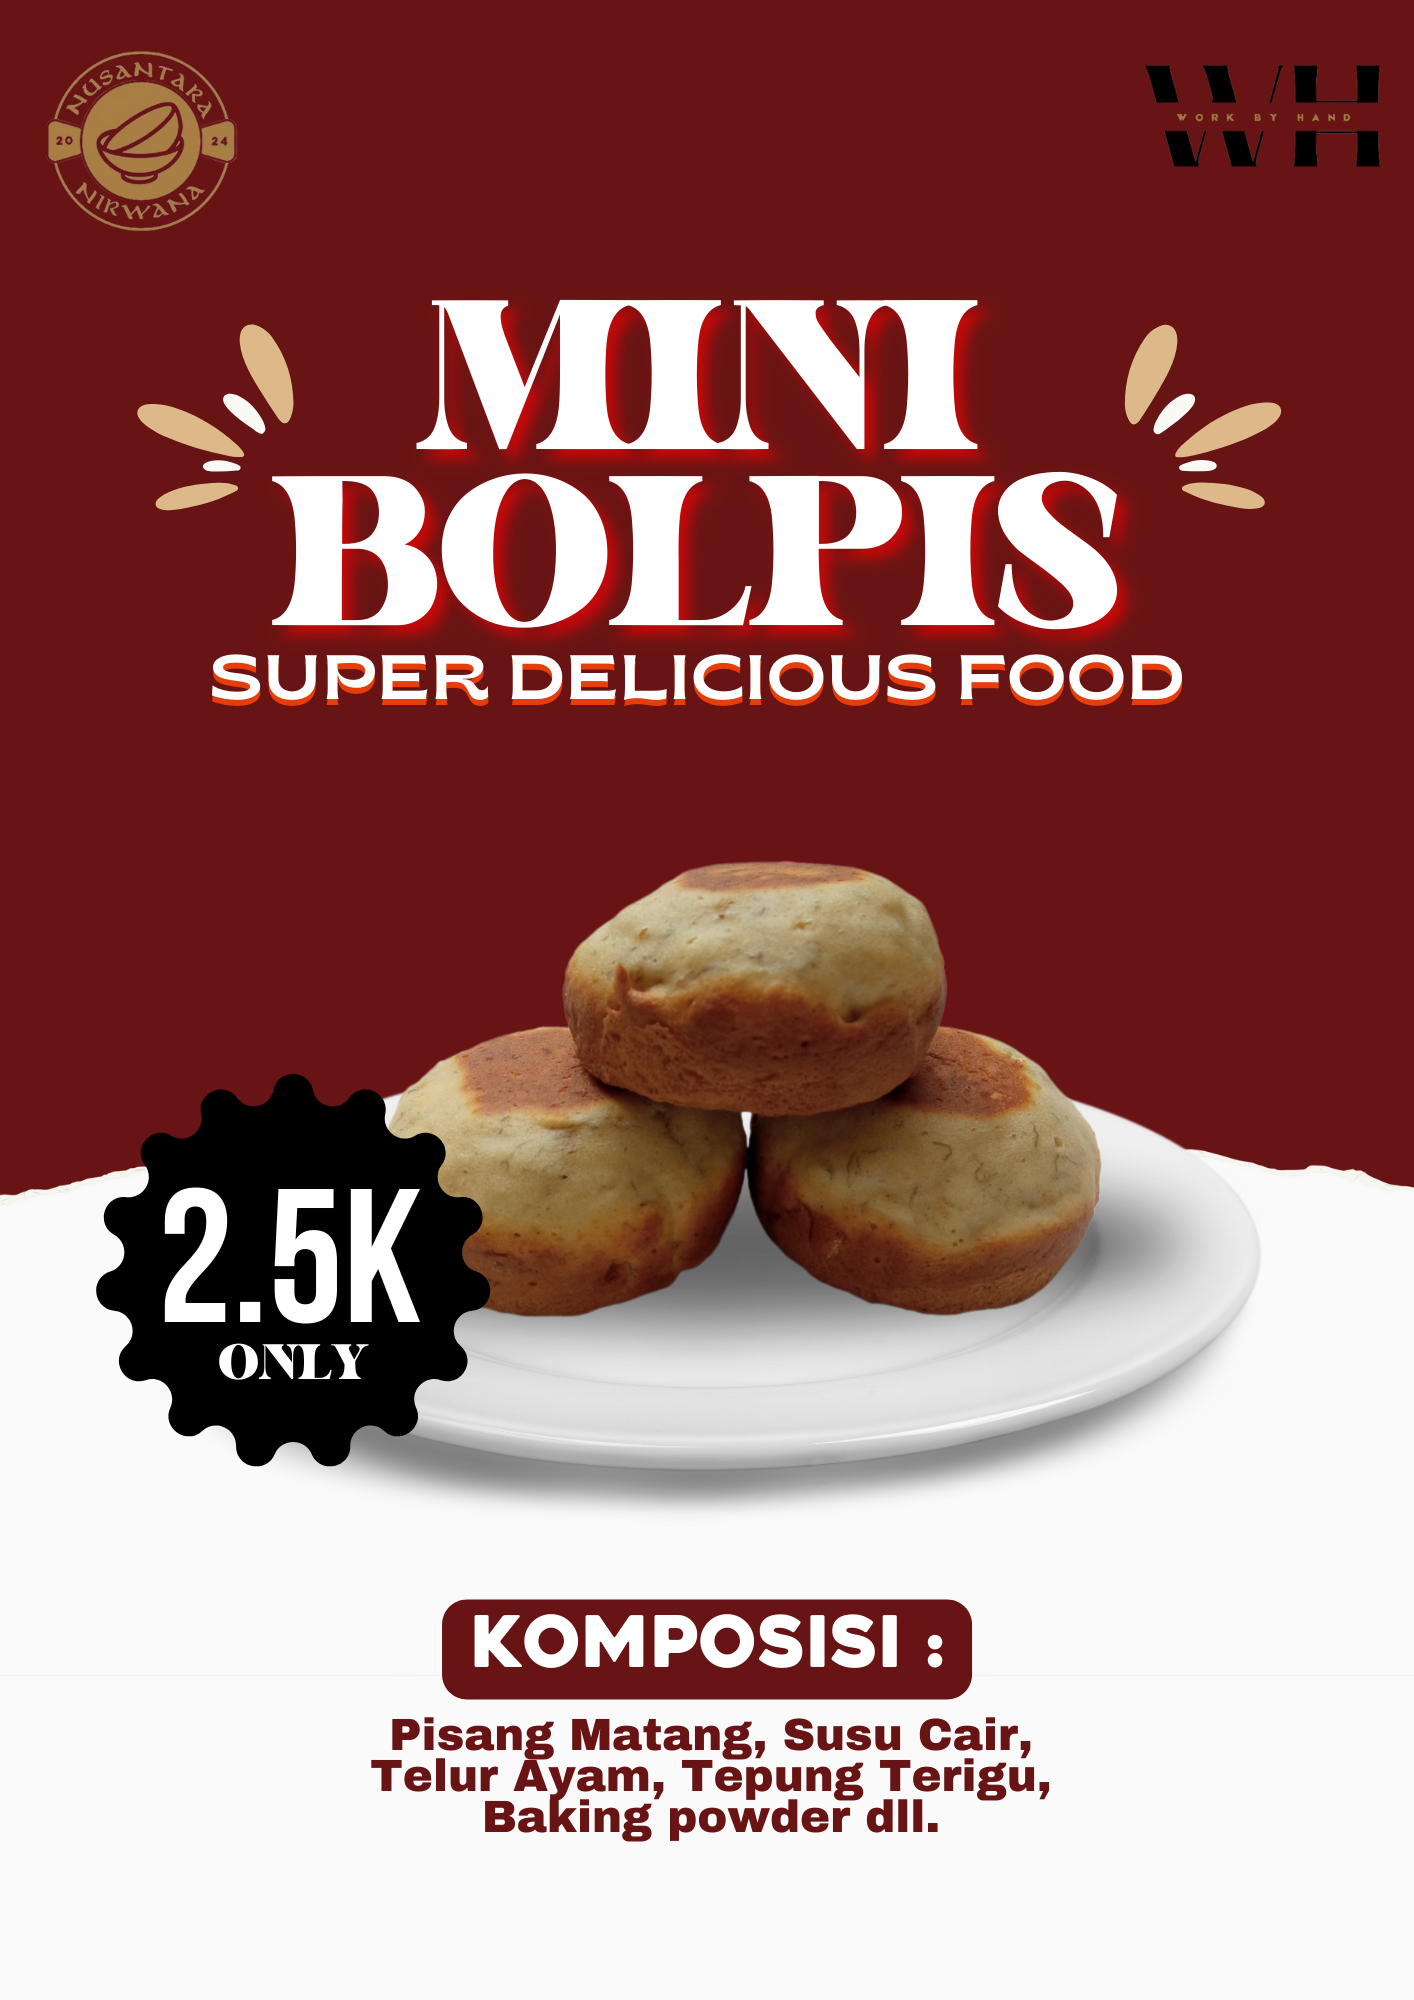 NUSANTARA
20 24
NIRWANA
WH
WORK BY HAND
MINI
BOLPIS
SUPER DELICIOUS FOOD
2.5K
ONLY
KOMPOSISI :
Pisang Matang, Susu Cair,
Telur Ayam, Tepung Terigu,
Baking powder dll.